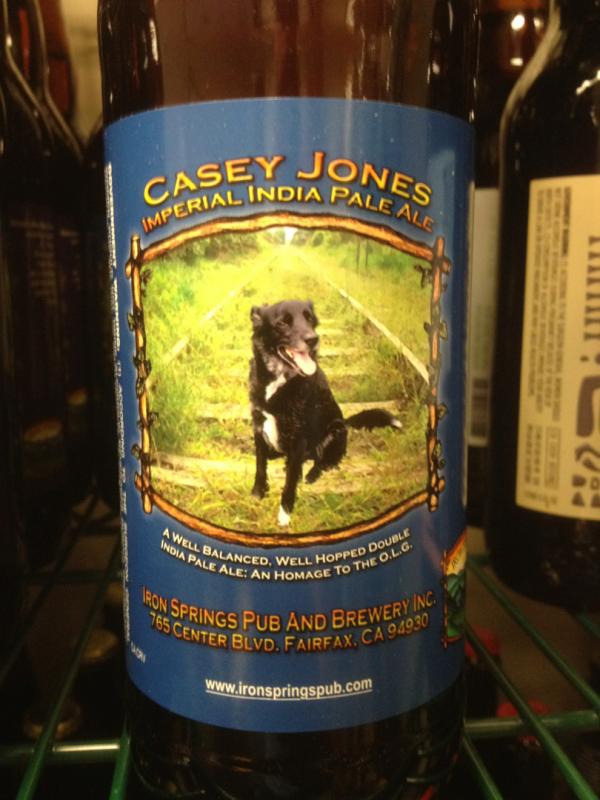 CASEY JONES
IMPERIAL INDIA PALE ALE
A WELL BALANCED, WELL HOPPED DOUBLE
INDIA PALE ALE: AN HOMAGE TO THE O.L.G.
IRON SPRINGS PUB AND BREWERY INC.
765 CENTER BLVD. FAIRFAX, CA 94930
www.ironspringspub.com